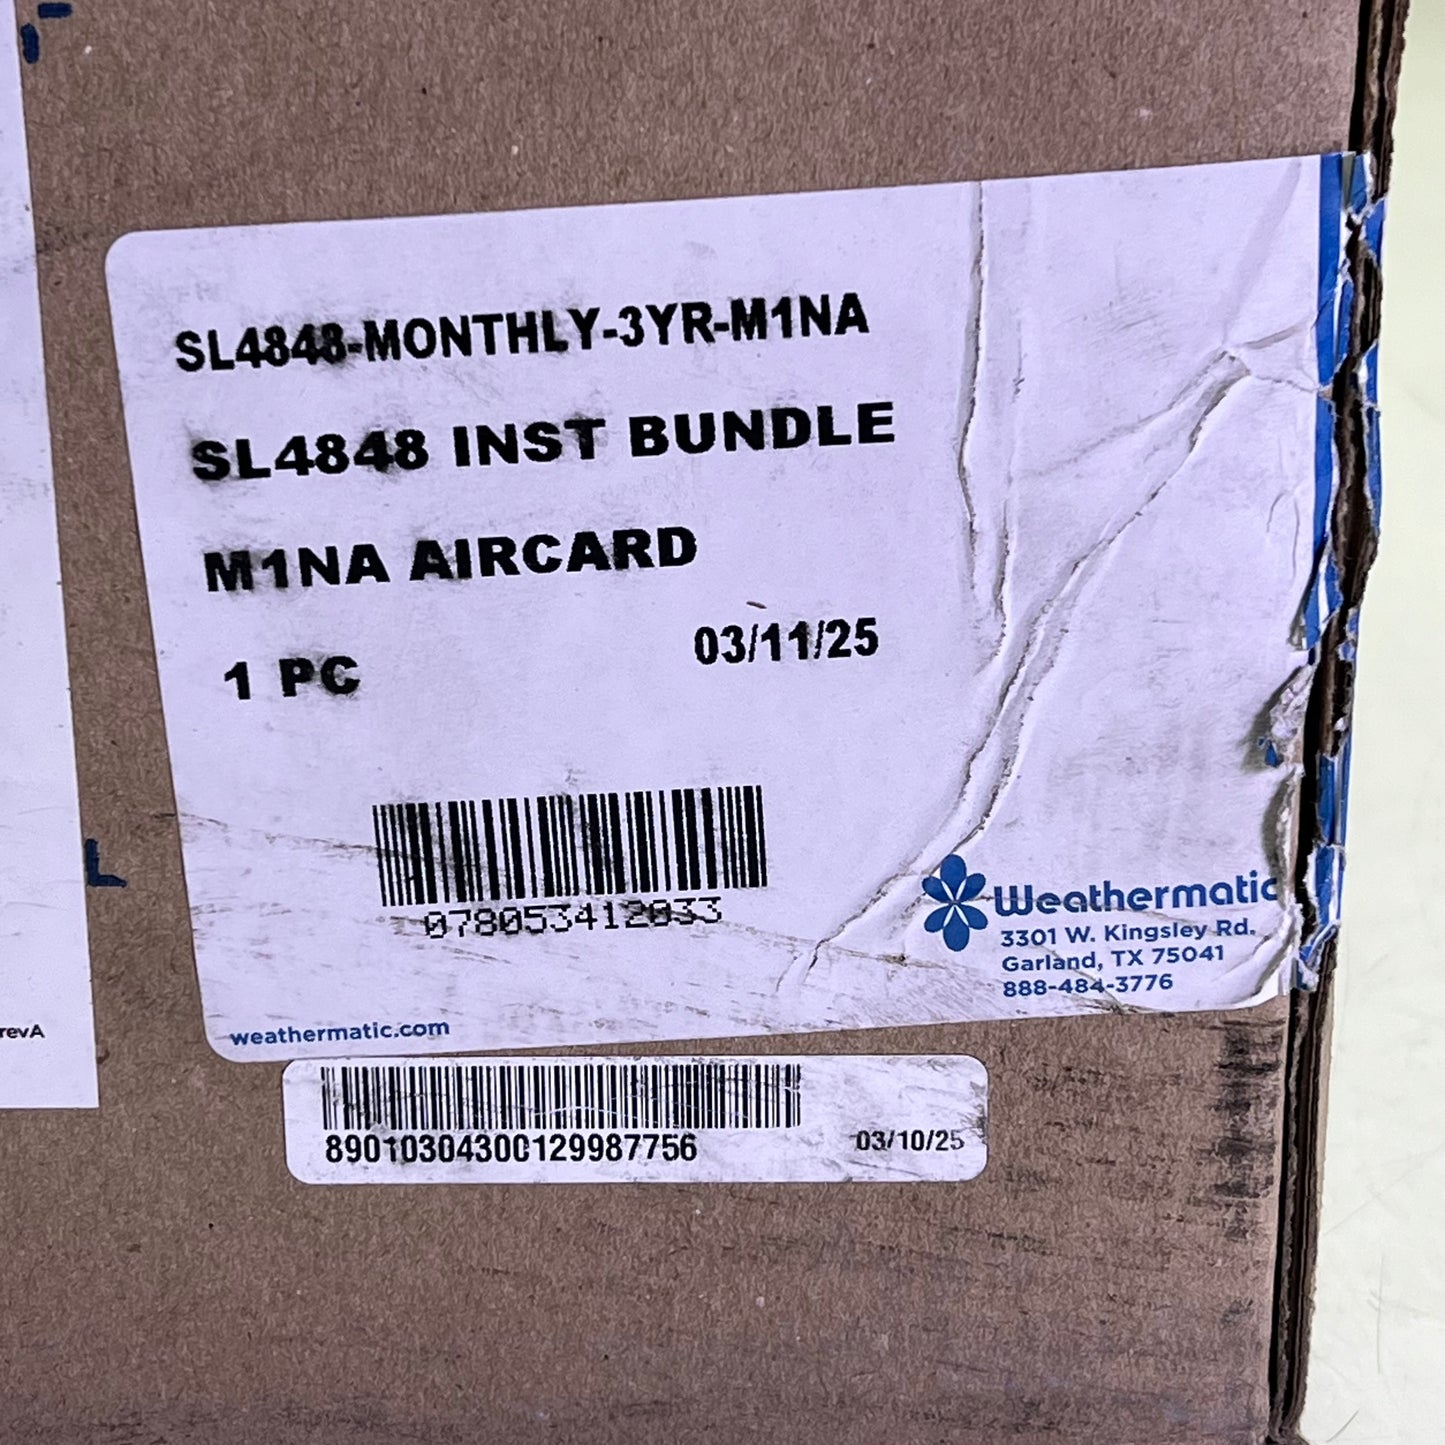 SL4848-MONTHLY-3YR-M1NA
SL4848 INST BUNDLE
M1NA AIRCARD
1 PC
03/11/25
078053412033
Weathermatic
3301 W. Kingsley Rd.
Garland, TX 75041
888-484-3776
weathermatic.com
revA
89010304300129987756
03/10/25